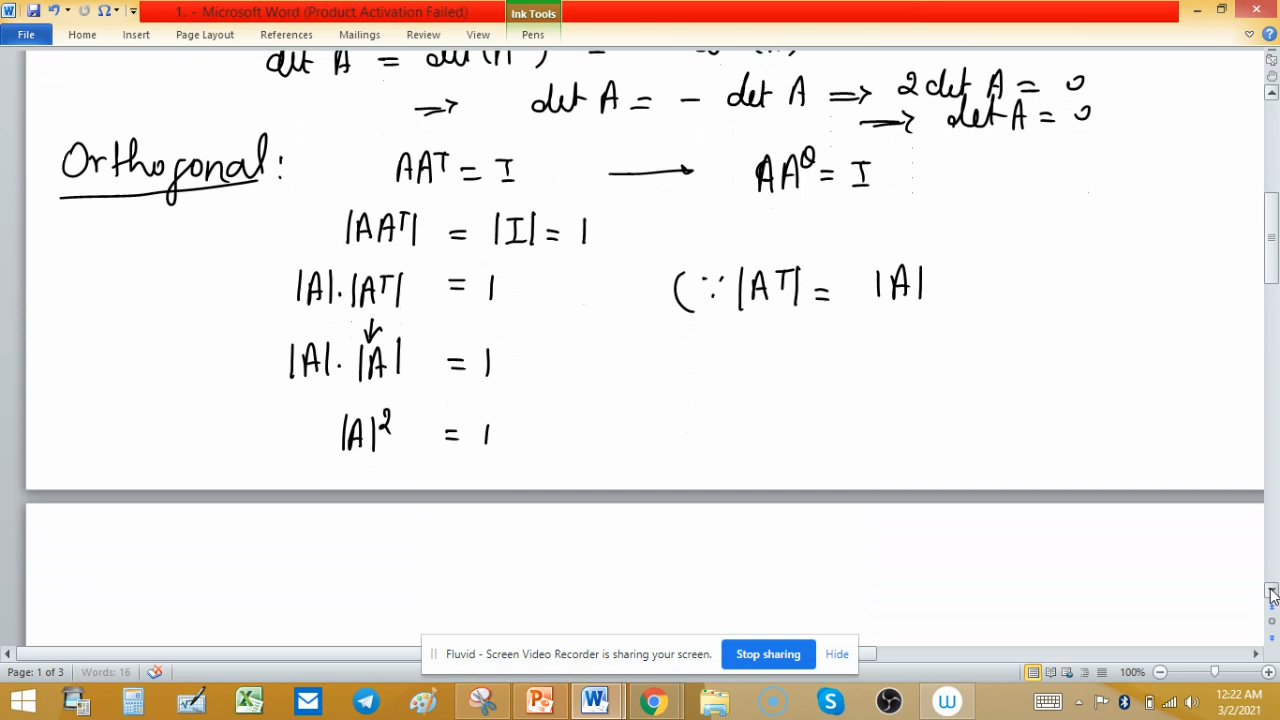 1. - Microsoft Word (Product Activation Failed)
Ink Tools
File Home Insert Page Layout References Mailings Review View Pens
det A =
⇒ det A = - det A ⇒ 2 det A = 0
⇒ det A = 0
Orthogonal: AAᵀ = I ⟶ AA^θ = I
|AAᵀ| = |I| = 1
|A|.|Aᵀ| = 1 (∵ |Aᵀ| = |A|
↓
|A|.|A| = 1
|A|² = 1
Fluvid - Screen Video Recorder is sharing your screen. Stop sharing Hide
Page: 1 of 3 Words: 16 100%
12:22 AM
3/2/2021